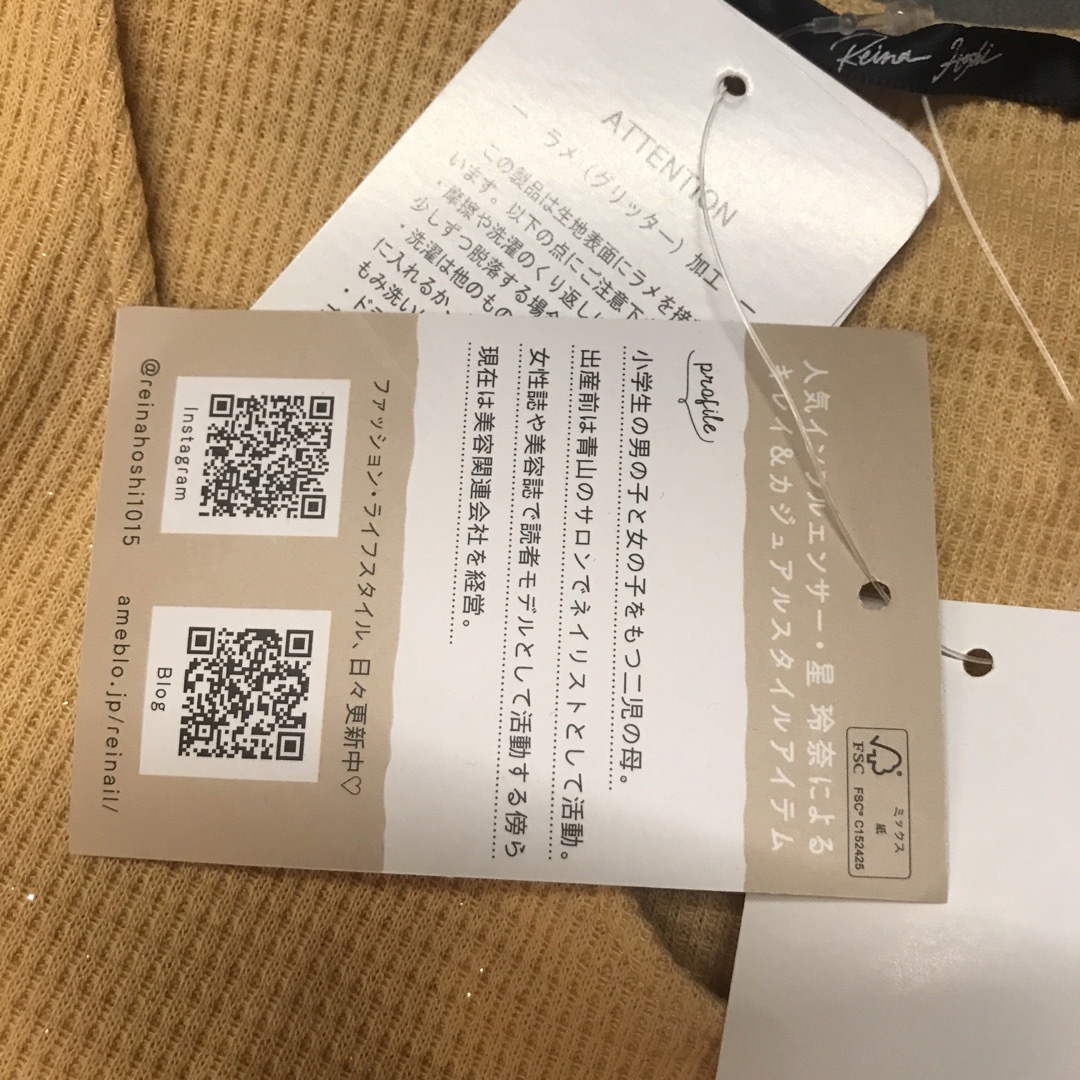 Reina Hoshi
ATTENTION
― ラメ（グリッター）加工 ―
この製品は生地表面にラメを接
います。以下の点にご注意下
・摩擦や洗濯のくり返し
少しずつ脱落する場合
・洗濯は他のもの
に入れるか、
もみ洗い
人気インフルエンサー・星 玲奈による
キレイ&カジュアルスタイルアイテム
profile
小学生の男の子と女の子をもつ二児の母。
出産前は青山のサロンでネイリストとして活動。
女性誌や美容誌で読者モデルとして活動する傍ら
現在は美容関連会社を経営。
ファッション・ライフスタイル、日々更新中♡
Instagram
@reinahoshi1015
Blog
ameblo.jp/reinail/
ミックス
紙
FSC
FSC® C152425